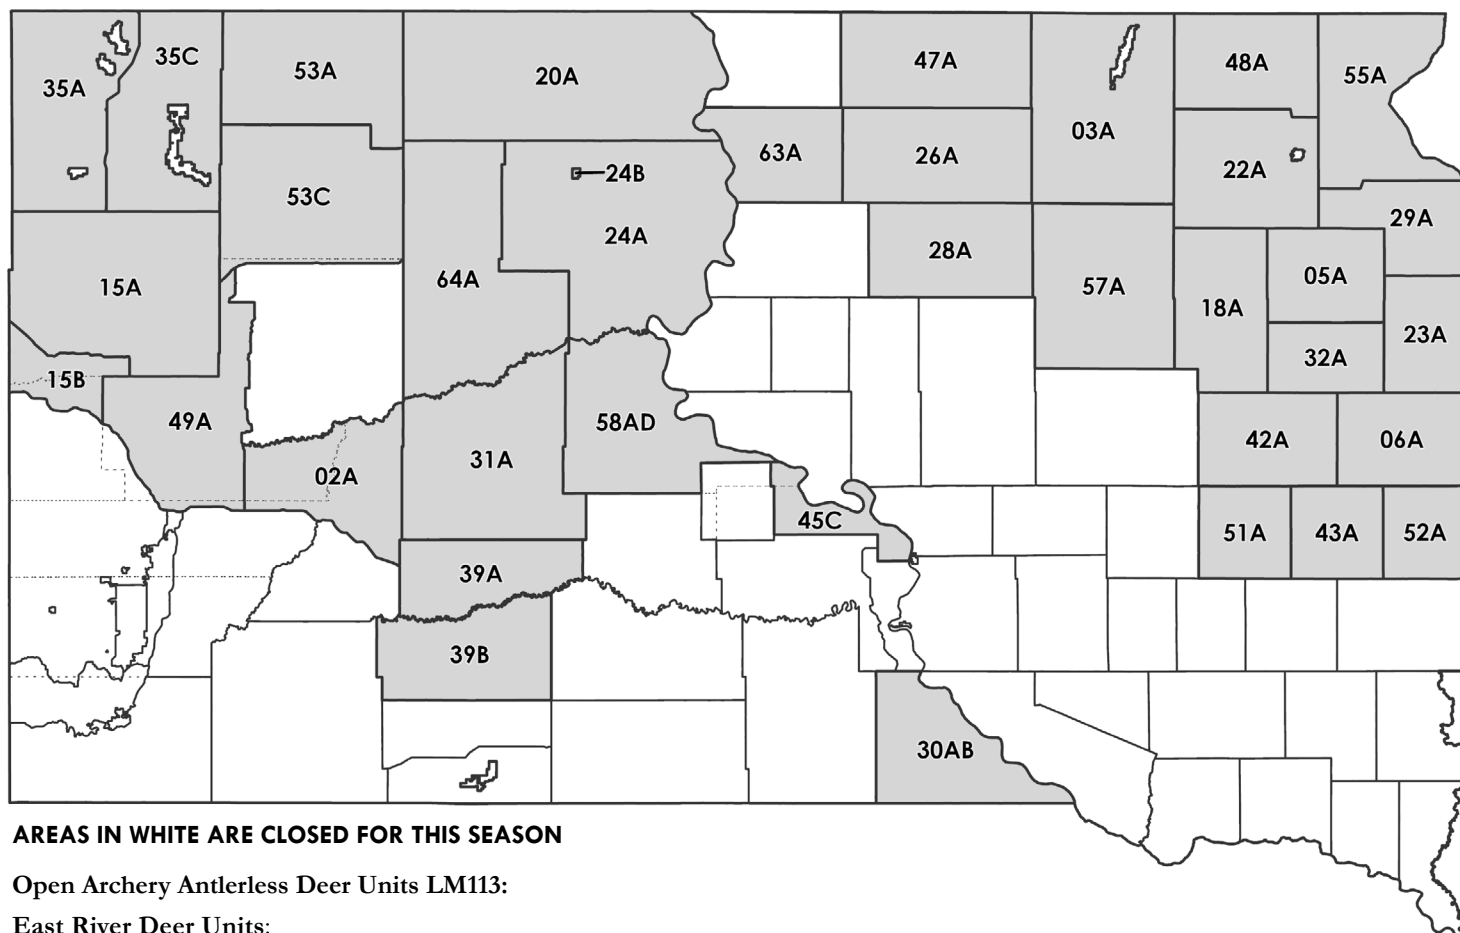 35A
35C
53A
20A
47A
48A
55A
03A
63A
26A
22A
24B
53C
29A
24A
28A
15A
64A
05A
57A
18A
23A
32A
15B
49A
58AD
42A
06A
31A
02A
45C
51A
43A
52A
39A
39B
30AB
AREAS IN WHITE ARE CLOSED FOR THIS SEASON
Open Archery Antlerless Deer Units LM113:
East River Deer Units: